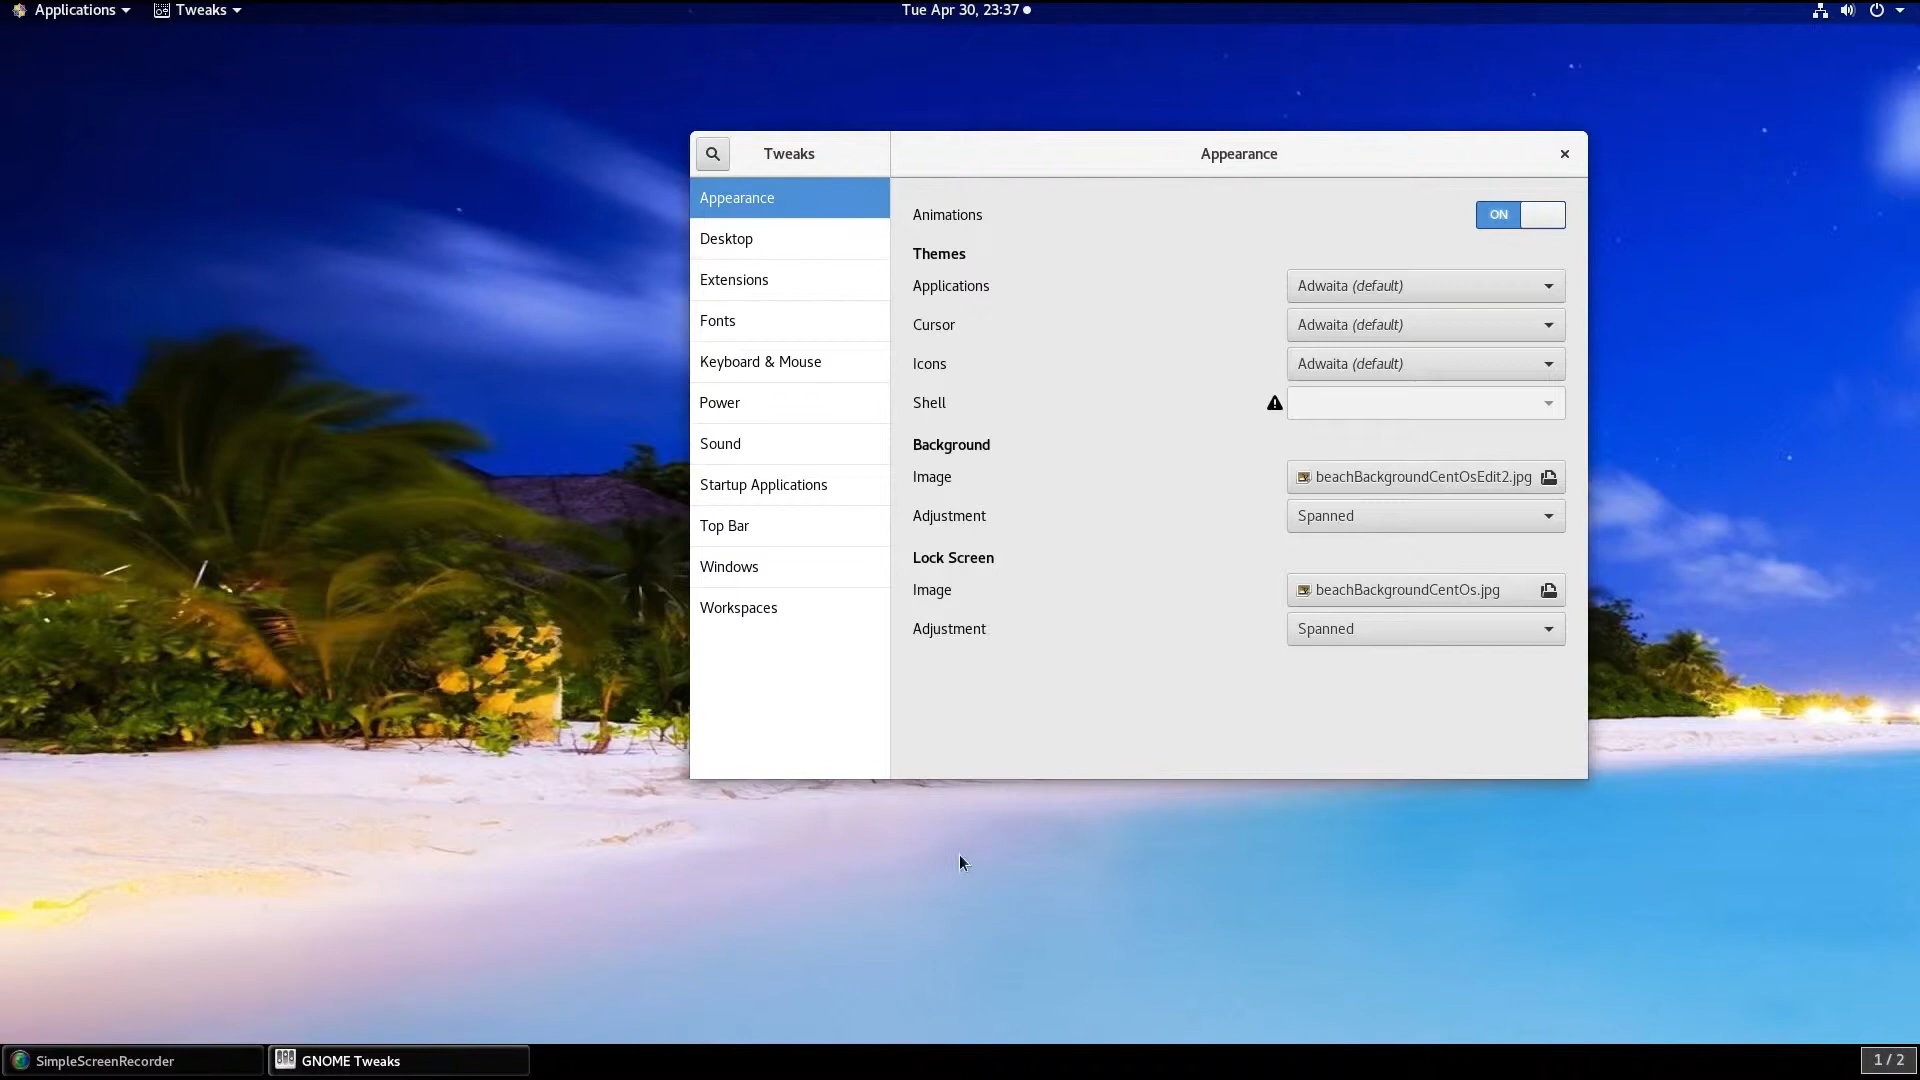 Applications
Tweaks
Tue Apr 30, 23:37
Tweaks
Appearance
Appearance
Desktop
Extensions
Fonts
Keyboard & Mouse
Power
Sound
Startup Applications
Top Bar
Windows
Workspaces
Animations
ON
Themes
Applications
Adwaita (default)
Cursor
Adwaita (default)
Icons
Adwaita (default)
Shell
Background
Image
beachBackgroundCentOsEdit2.jpg
Adjustment
Spanned
Lock Screen
Image
beachBackgroundCentOs.jpg
Adjustment
Spanned
SimpleScreenRecorder
GNOME Tweaks
1 / 2